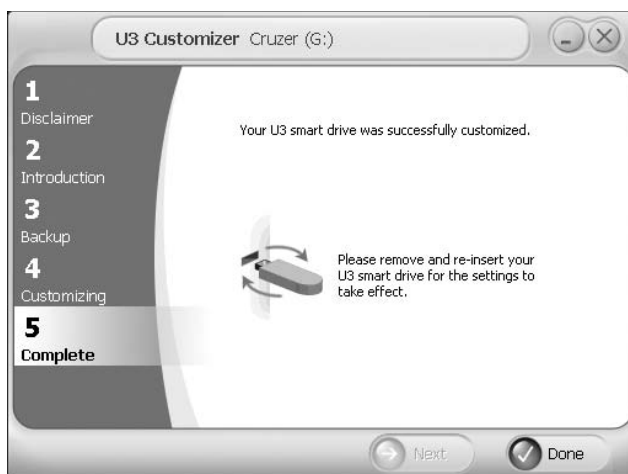 U3 Customizer Cruzer (G:)
1
Disclaimer
2
Introduction
3
Backup
4
Customizing
5
Complete
Your U3 smart drive was successfully customized.
Please remove and re-insert your
U3 smart drive for the settings to
take effect.
Next
Done